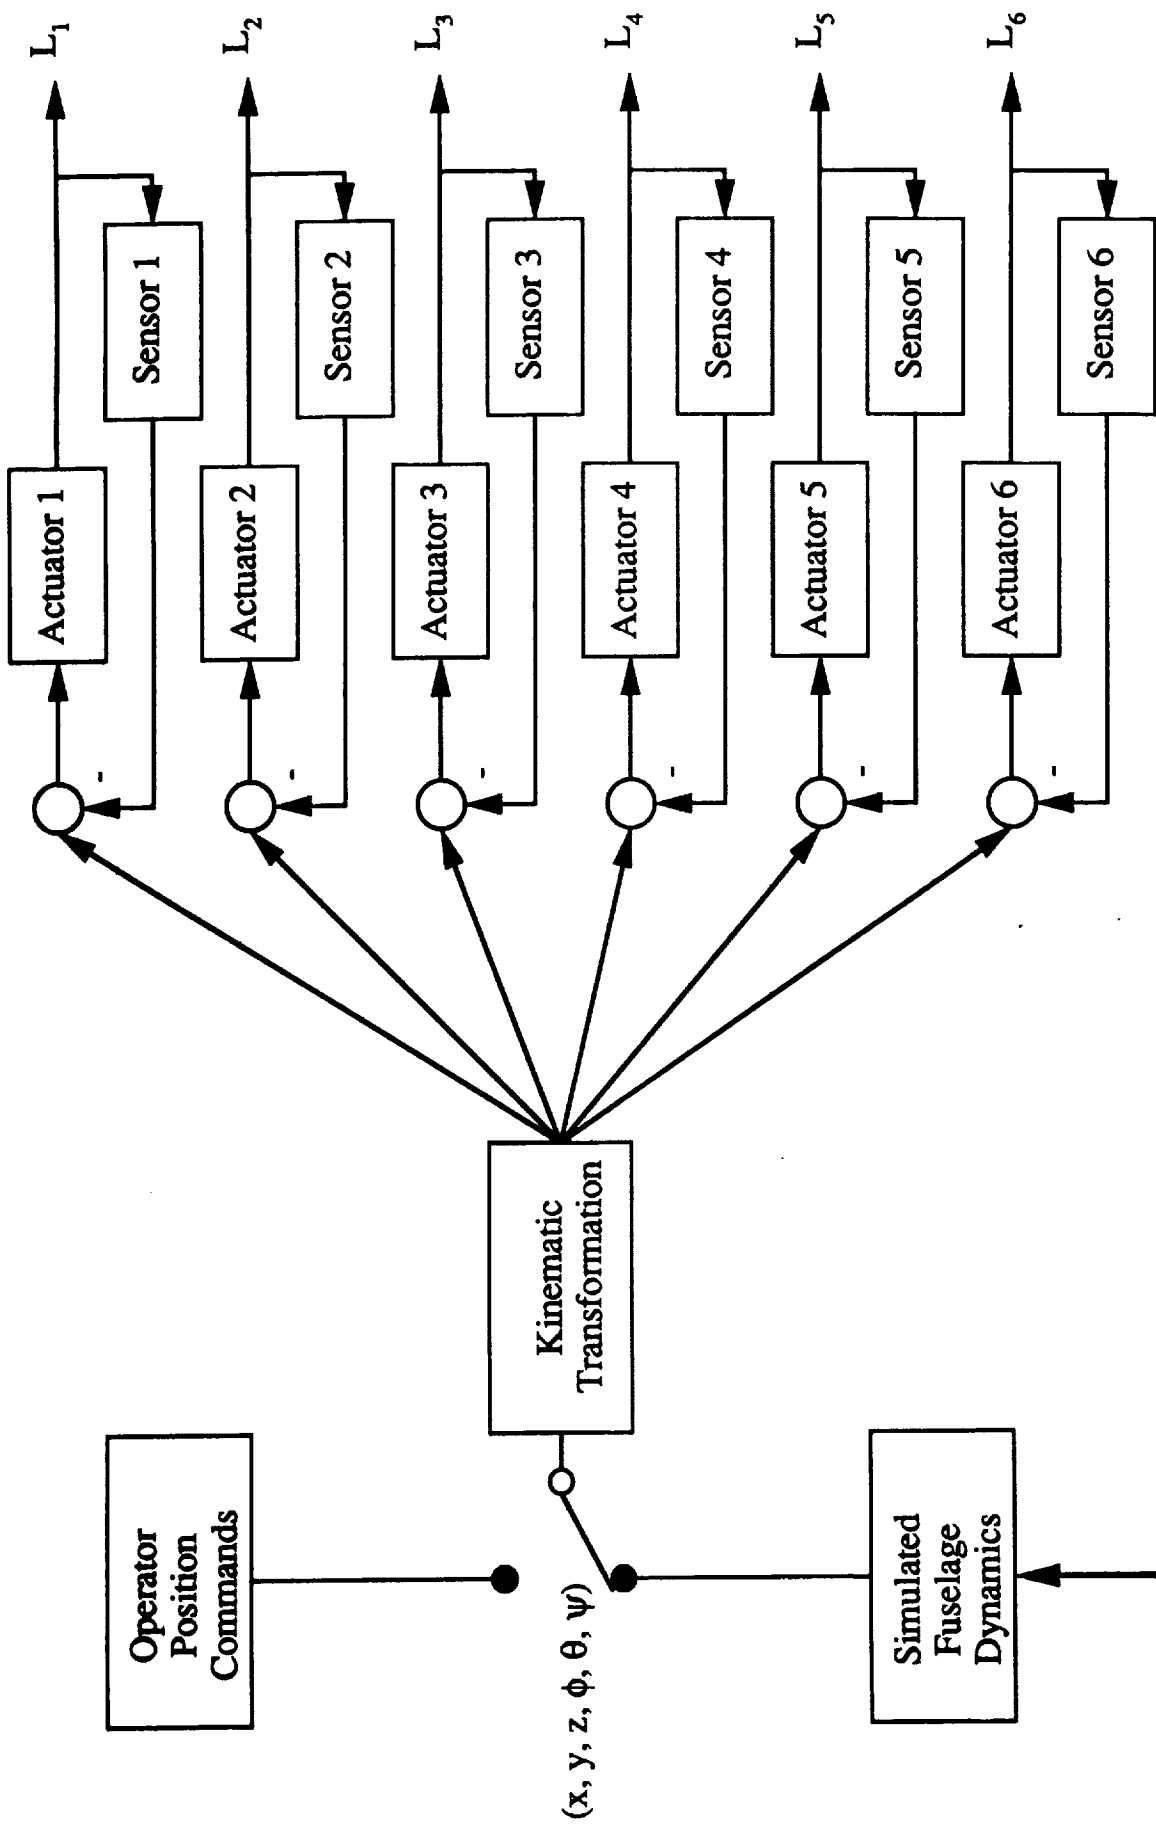 Operator
Position
Commands
(x, y, z, ϕ, θ, ψ)
Simulated
Fuselage
Dynamics
Kinematic
Transformation
-
Actuator 1
Sensor 1
L₁
-
Actuator 2
Sensor 2
L₂
-
Actuator 3
Sensor 3
L₃
-
Actuator 4
Sensor 4
L₄
-
Actuator 5
Sensor 5
L₅
-
Actuator 6
Sensor 6
L₆